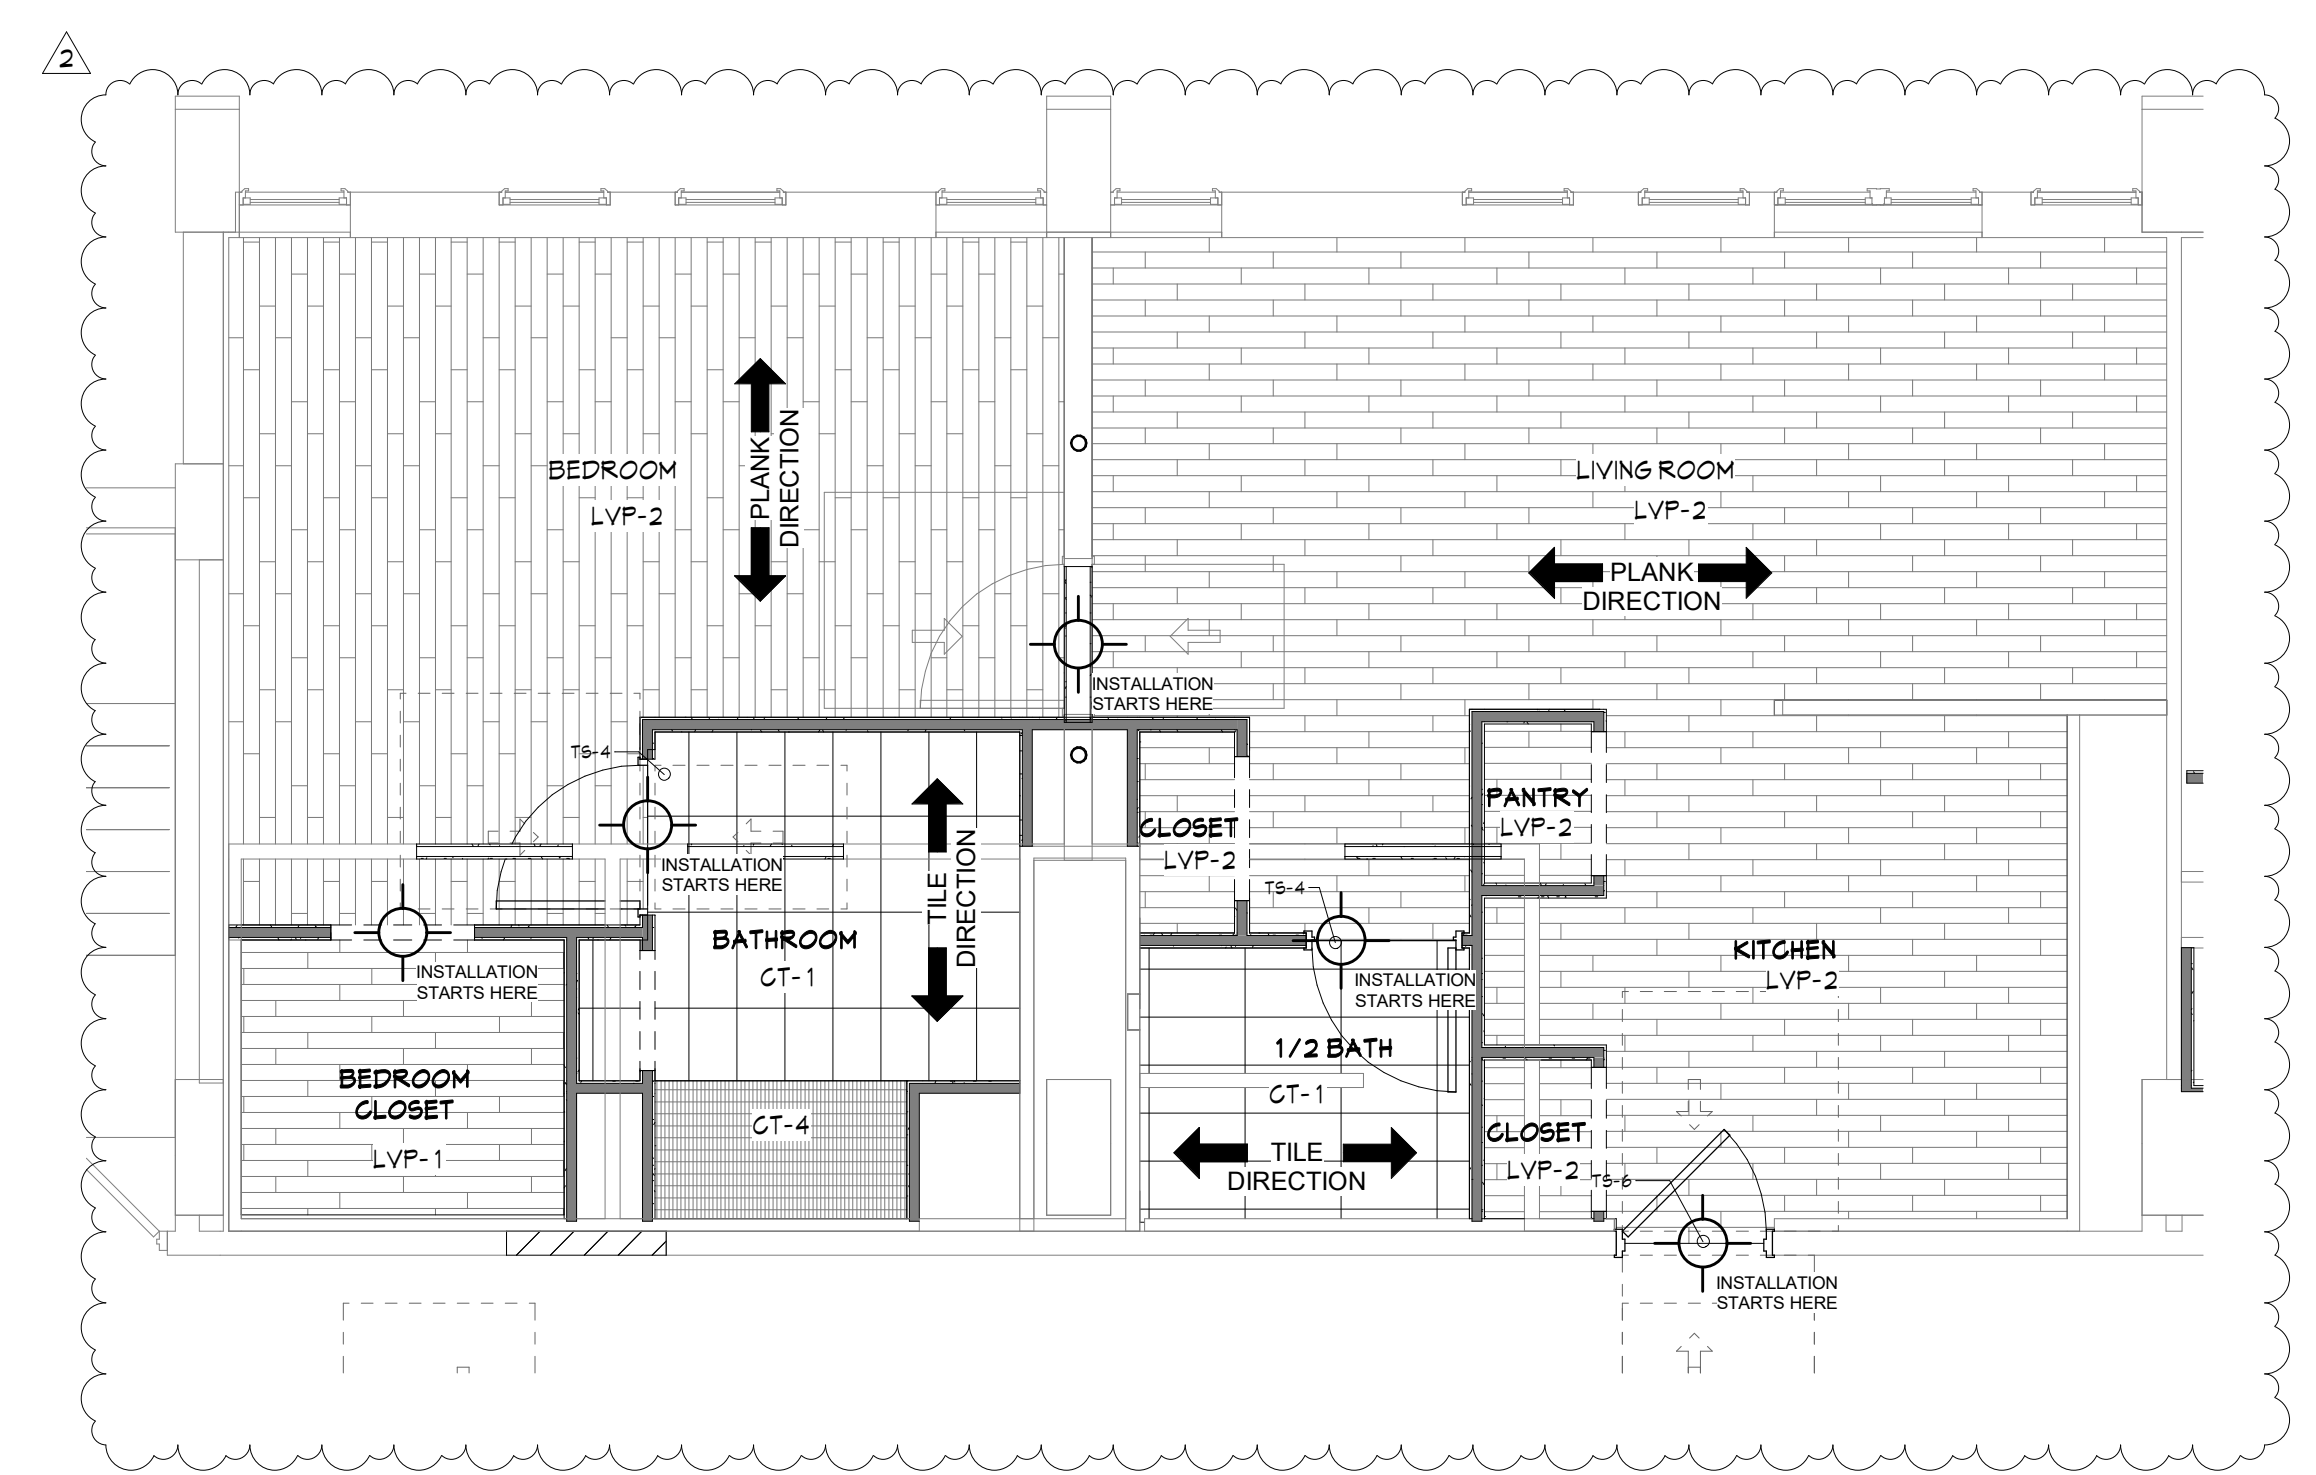 2
BEDROOM
LVP-2
PLANK
DIRECTION
LIVING ROOM
LVP-2
PLANK
DIRECTION
INSTALLATION
STARTS HERE
TS-4
INSTALLATION
STARTS HERE
TILE
DIRECTION
BATHROOM
CT-1
CLOSET
LVP-2
PANTRY
LVP-2
TS-4
INSTALLATION
STARTS HERE
KITCHEN
LVP-2
INSTALLATION
STARTS HERE
BEDROOM
CLOSET
LVP-1
CT-4
1/2 BATH
CT-1
TILE
DIRECTION
CLOSET
LVP-2
TS-6
INSTALLATION
STARTS HERE